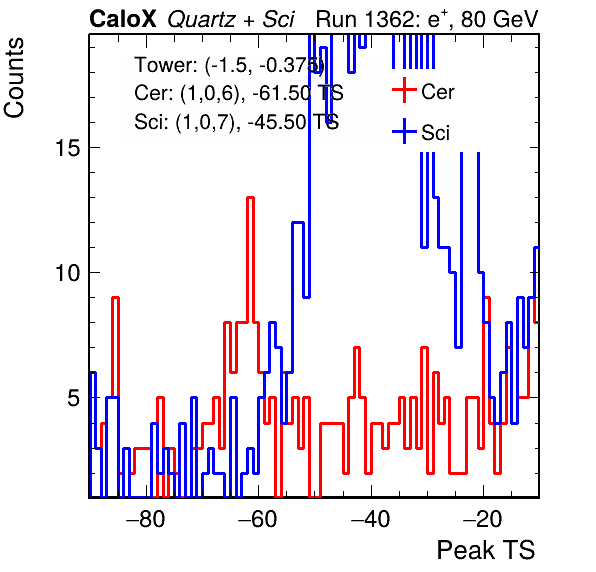 CaloX Quartz + Sci Run 1362: e+, 80 GeV
Counts
Tower: (-1.5, -0.375)
Cer: (1,0,6), -61.50 TS
Sci: (1,0,7), -45.50 TS
Cer
Sci
15
10
5
−80 −60 −40 −20
Peak TS